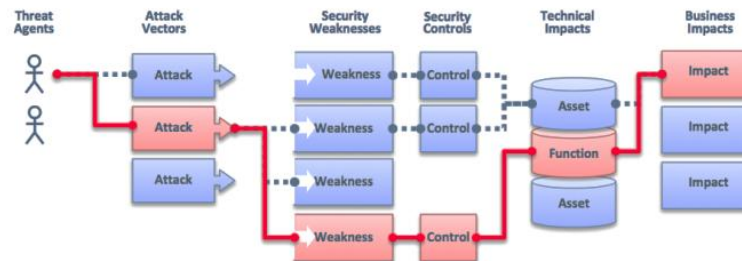 Threat Attack Security Security Technical Business
Agents Vectors Weaknesses Controls Impacts Impacts
Attack Weakness Control Impact
Asset
Attack Weakness Control Impact
Function
Attack Weakness Impact
Asset
Weakness Control